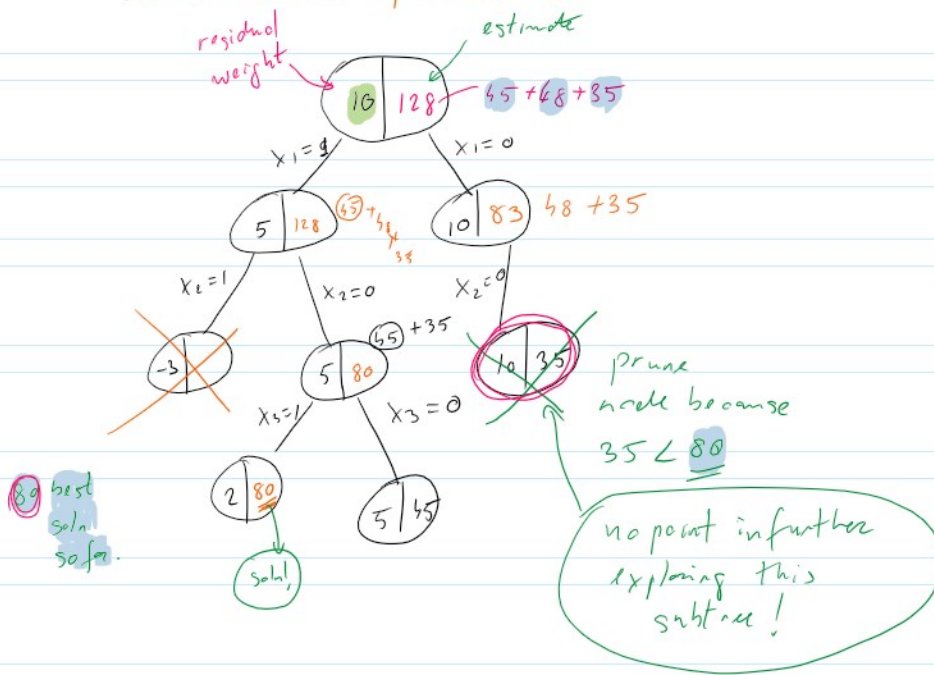 residual
weight
estimate
10 128 45 + 48 + 35
x1=1 x1=0
5 128 45 + 48 + 35
10 83 48 + 35
x2=1 x2=0 x2=0
-3
5 80 45 + 35
10 35
prune
node because
35 < 80
x3=1 x3=0
2 80
5 45
80 best
soln
so far.
soln!
no point in further
exploring this
subtree!